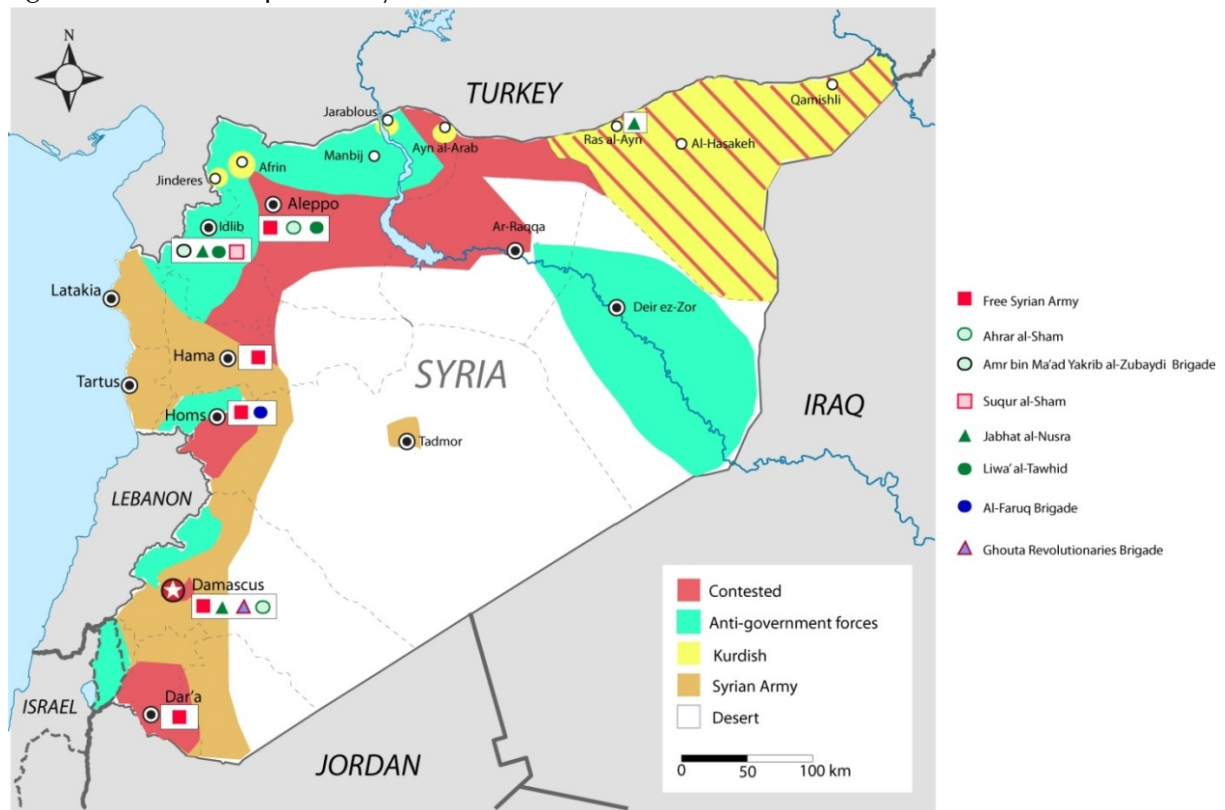 N
TURKEY
Jarablous
Qamishli
Ras al-Ayn
Al-Hasakeh
Ayn al-Arab
Manbij
Afrin
Jinderes
Aleppo
Idlib
Ar-Raqqa
Latakia
Deir ez-Zor
Hama
SYRIA
Tartus
IRAQ
Homs
Tadmor
LEBANON
Damascus
ISRAEL
Dar'a
JORDAN
Contested
Anti-government forces
Kurdish
Syrian Army
Desert
0 50 100 km
Free Syrian Army
Ahrar al-Sham
Amr bin Ma'ad Yakrib al-Zubaydi Brigade
Suqur al-Sham
Jabhat al-Nusra
Liwa' al-Tawhid
Al-Faruq Brigade
Ghouta Revolutionaries Brigade